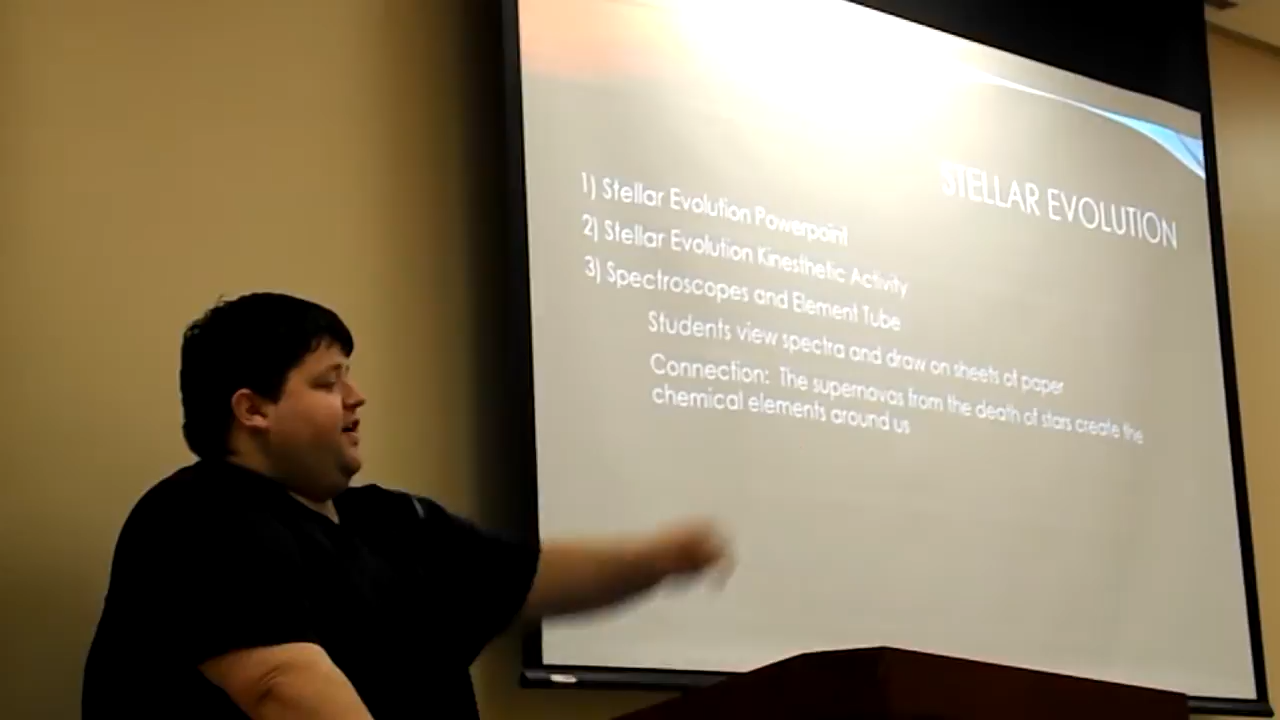 STELLAR EVOLUTION
1) Stellar Evolution Powerpoint
2) Stellar Evolution Kinesthetic Activity
3) Spectroscopes and Element Tube
Students view spectra and draw on sheets of paper
Connection: The supernovas from the death of stars create the
chemical elements around us